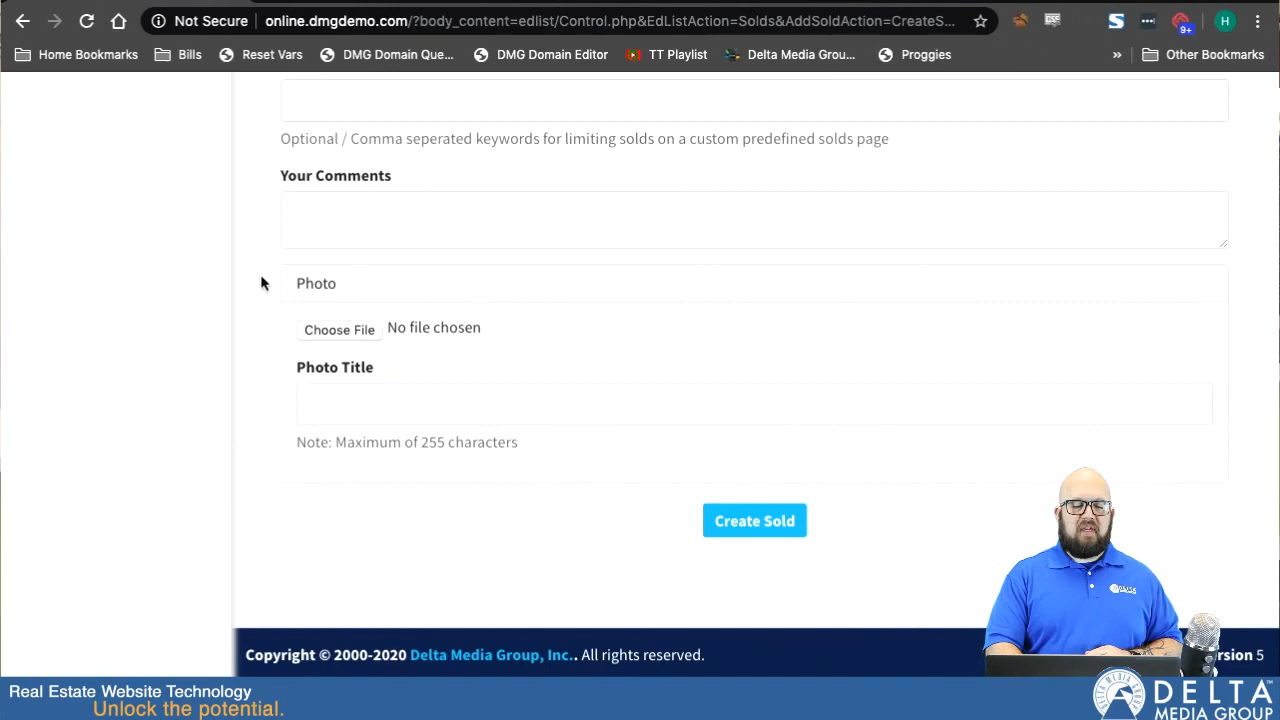 Not Secure online.dmgdemo.com/?body_content=edlist/Control.php&EdListAction=Solds&AddSoldAction=CreateS... CSE S 9+ H
Home Bookmarks Bills Reset Vars DMG Domain Que... DMG Domain Editor TT Playlist Delta Media Grou... Proggies » Other Bookmarks
Optional / Comma seperated keywords for limiting solds on a custom predefined solds page
Your Comments
Photo
Choose File No file chosen
Photo Title
Note: Maximum of 255 characters
Create Sold
Copyright © 2000-2020 Delta Media Group, Inc.. All rights reserved. rsion 5
Real Estate Website Technology
Unlock the potential.
DELTA™
MEDIA GROUP